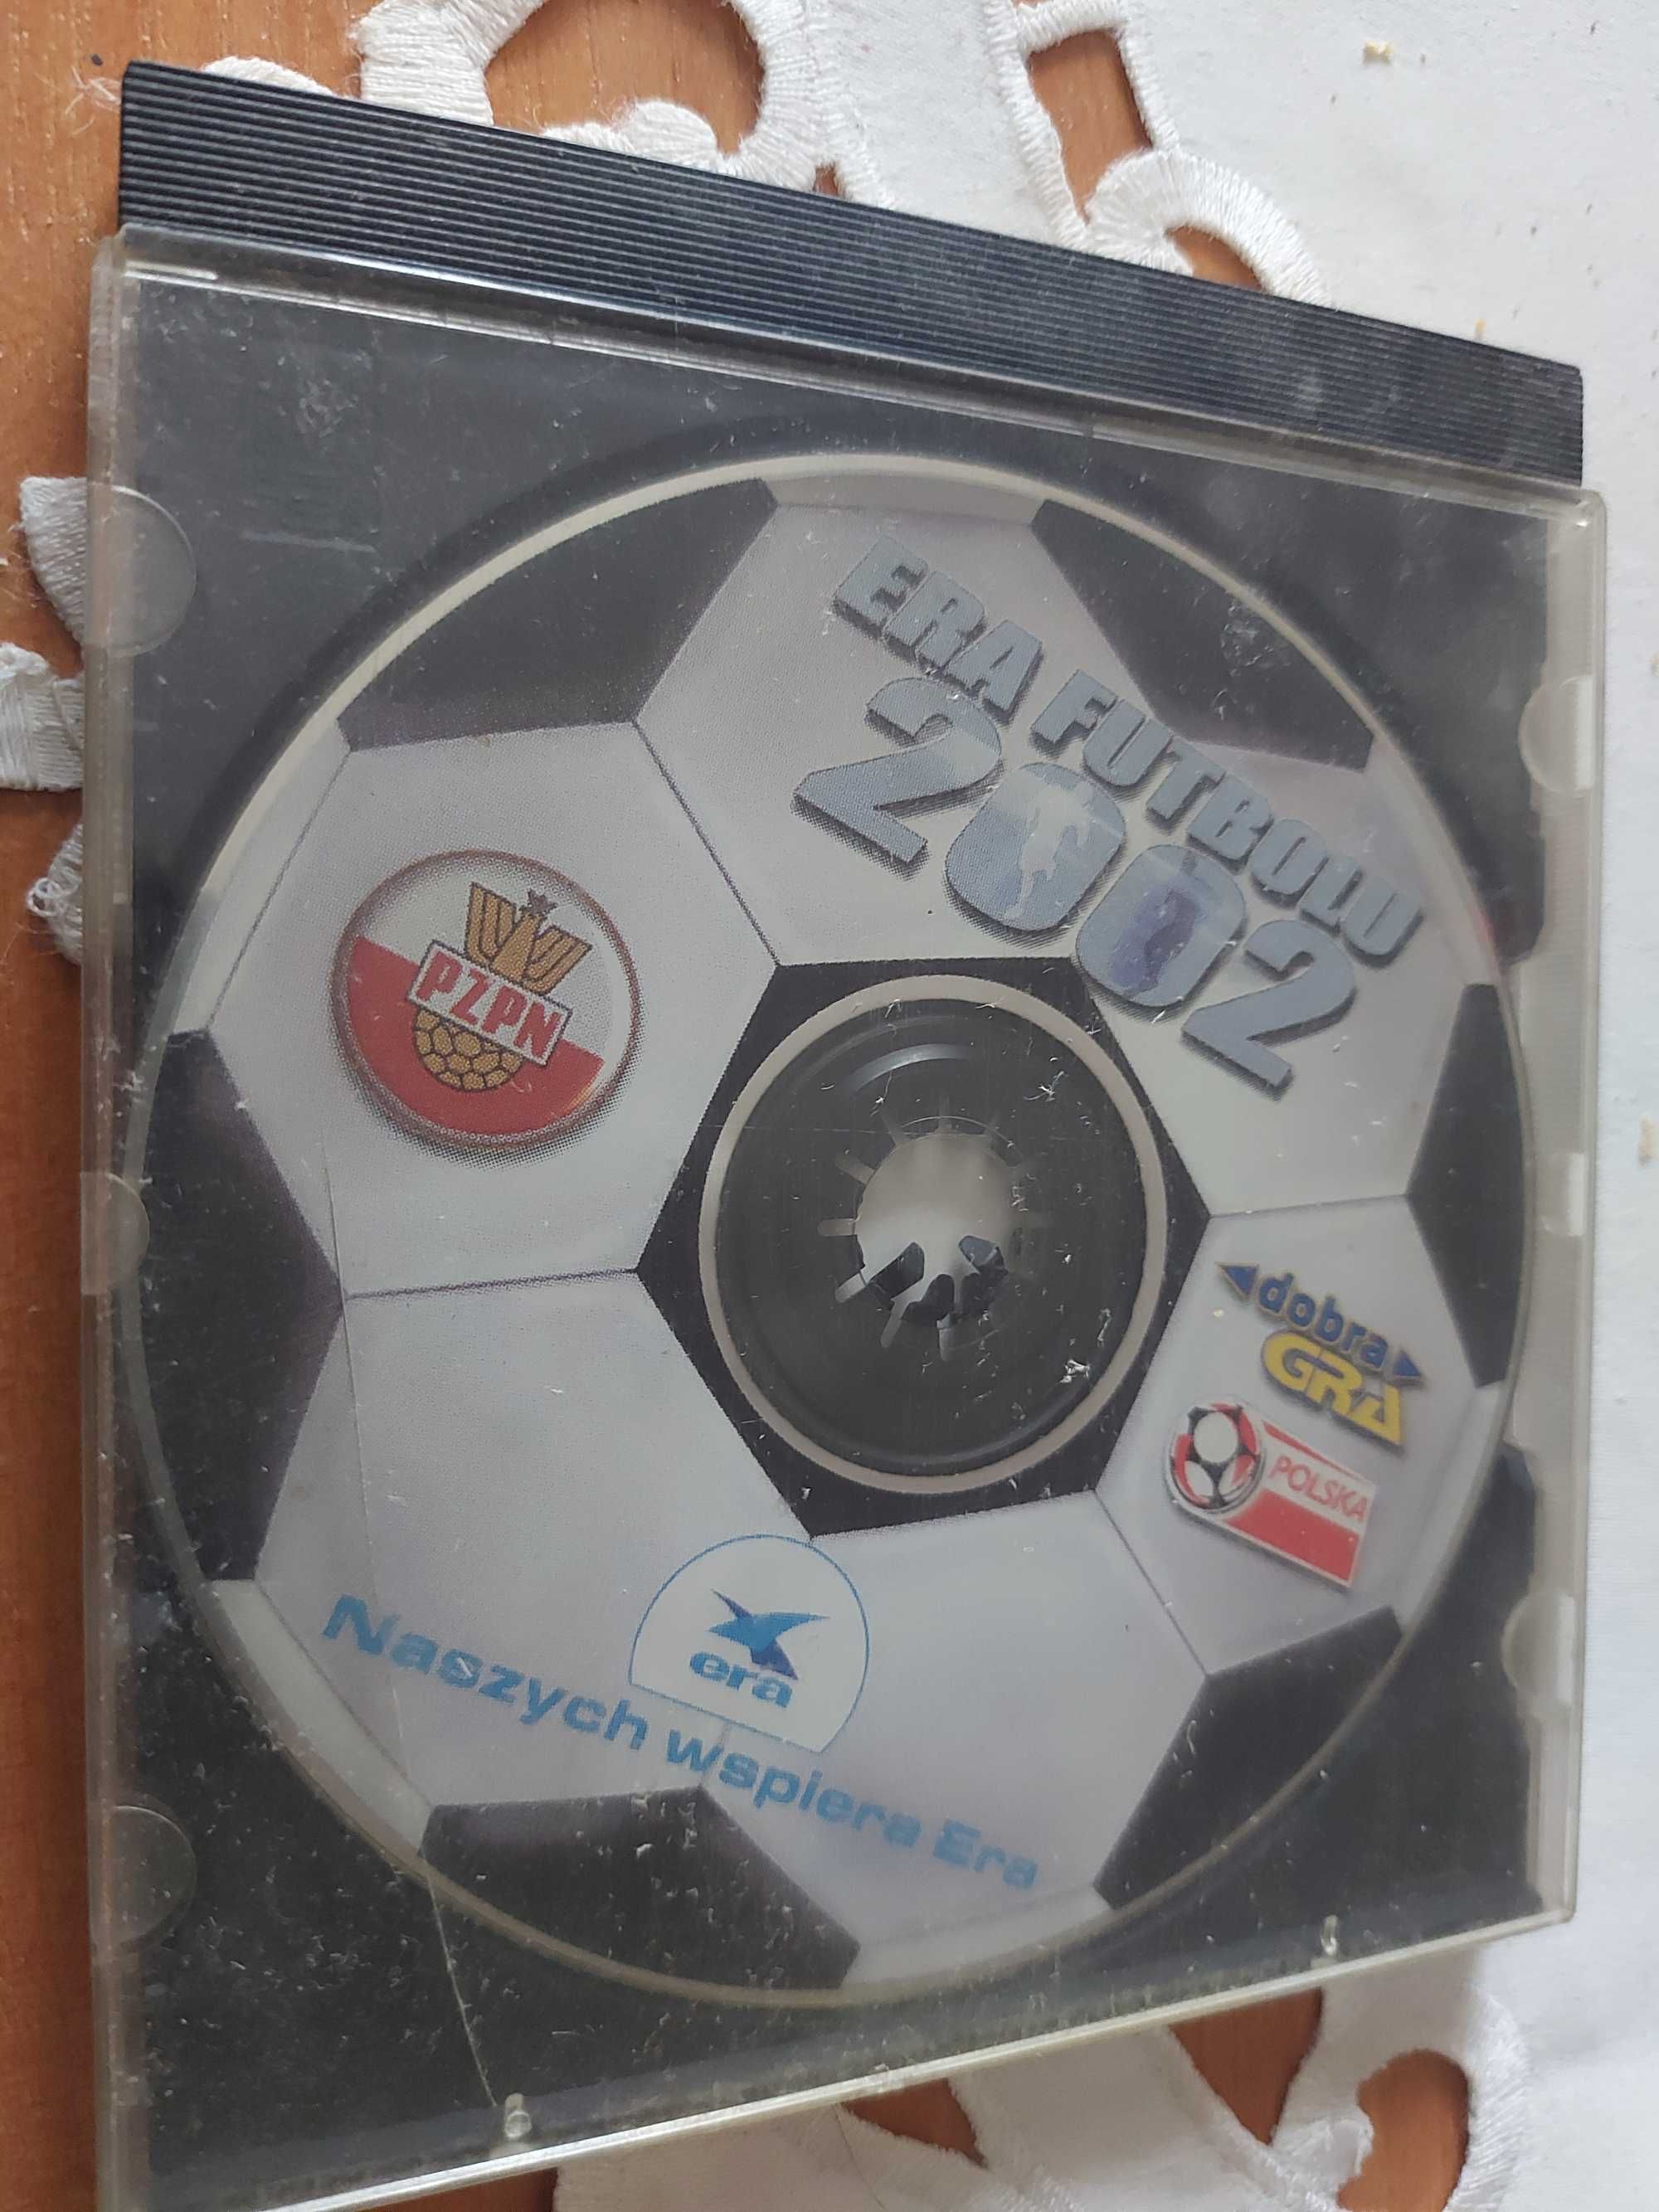 ERA FUTBOLU
2002
PZPN
dobra
GRA
POLSKA
era
Naszych wspiera Era